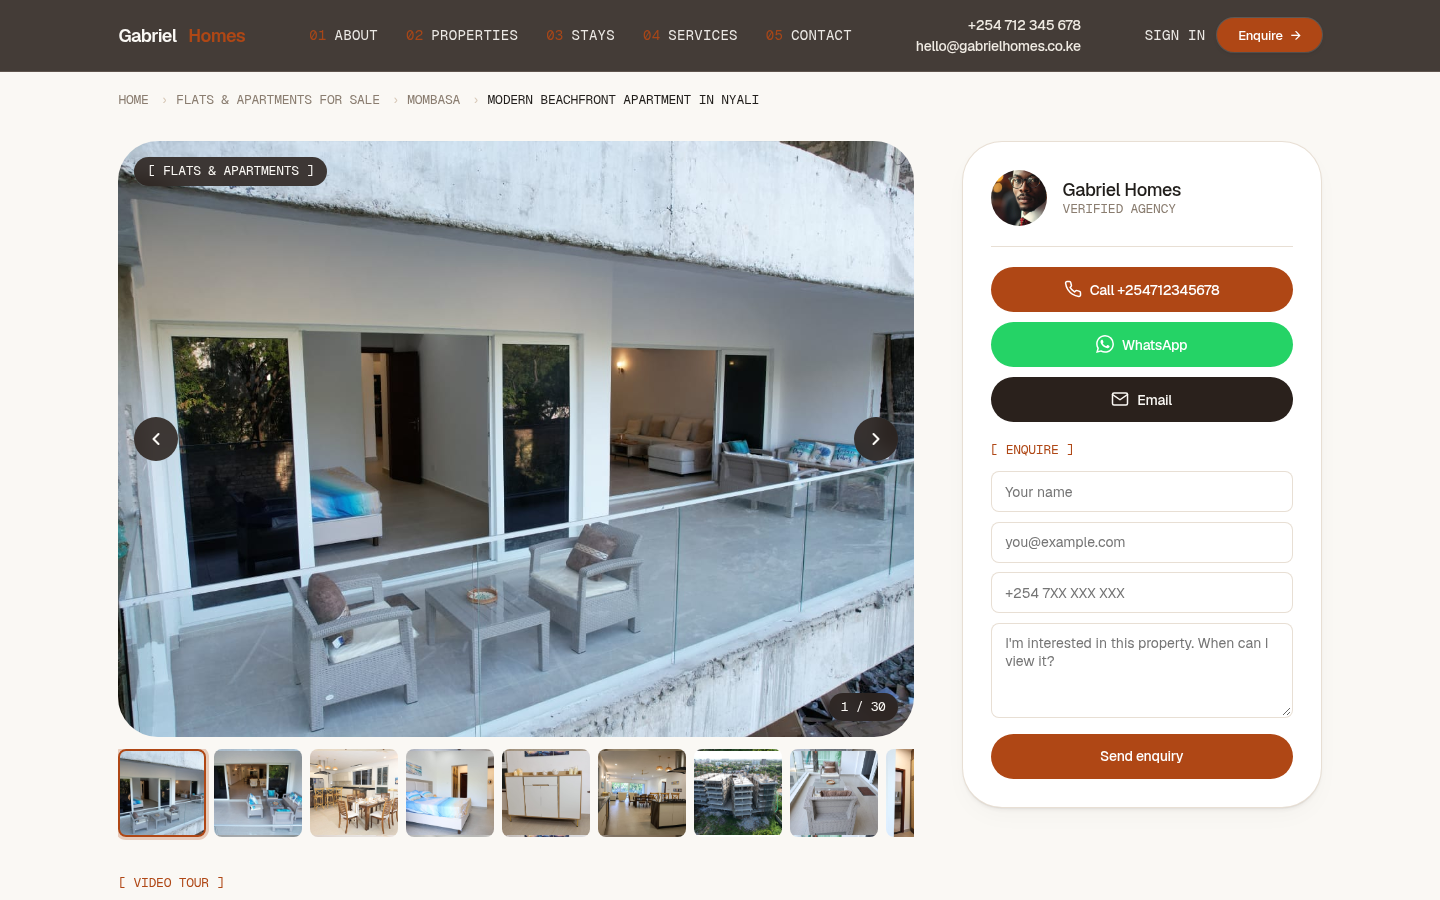 Gabriel Homes
01 ABOUT
02 PROPERTIES
03 STAYS
04 SERVICES
05 CONTACT
+254 712 345 678
hello@gabrielhomes.co.ke
SIGN IN
Enquire →
HOME › FLATS & APARTMENTS FOR SALE › MOMBASA › MODERN BEACHFRONT APARTMENT IN NYALI
[ FLATS & APARTMENTS ]
1 / 30
[ VIDEO TOUR ]
Gabriel Homes
VERIFIED AGENCY
Call +254712345678
WhatsApp
Email
[ ENQUIRE ]
Your name
you@example.com
+254 7XX XXX XXX
I'm interested in this property. When can I
view it?
Send enquiry